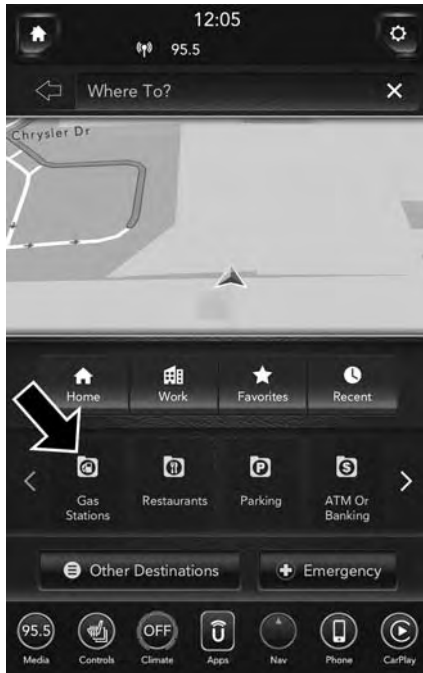 12:05
95.5
Where To?
Chrysler Dr
Home Work Favorites Recent
Gas Stations Restaurants Parking ATM Or Banking
Other Destinations Emergency
95.5 OFF
Media Controls Climate Apps Nav Phone CarPlay